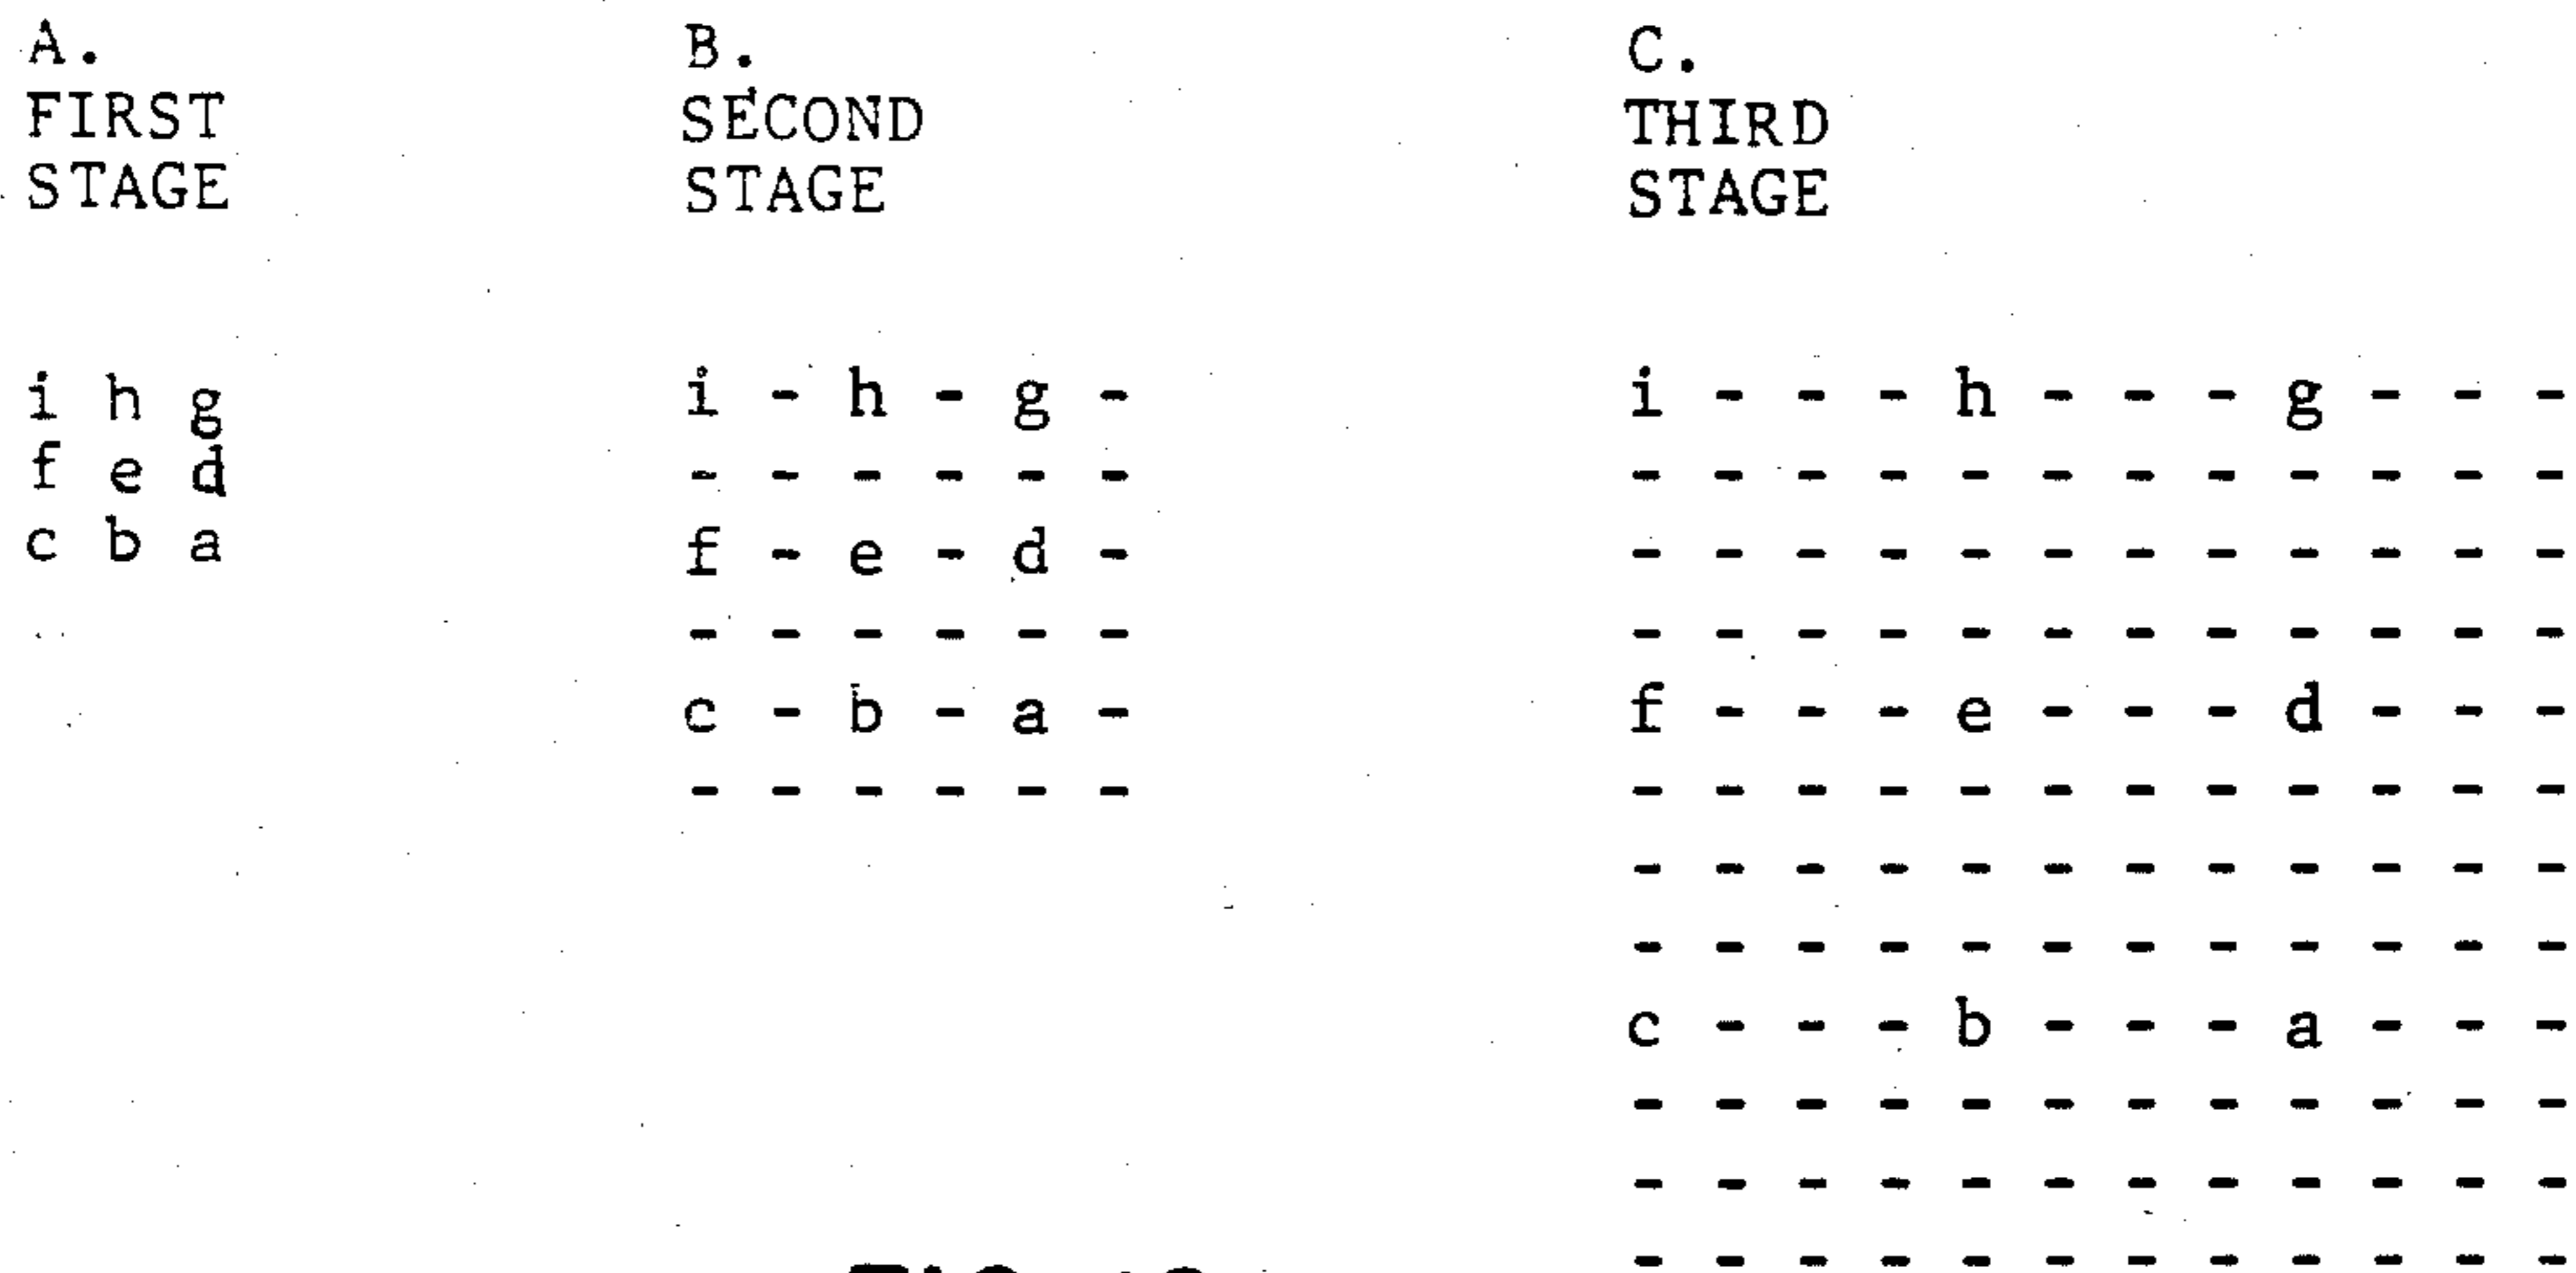 A.
FIRST
STAGE
i h g
f e d
c b a
B.
SECOND
STAGE
i - h - g -
- - - - - -
f - e - d -
- - - - - -
c - b - a -
- - - - - -
C.
THIRD
STAGE
i - - - h - - - g - - -
- - - - - - - - - - - -
- - - - - - - - - - - -
- - - - - - - - - - - -
f - - - e - - - d - - -
- - - - - - - - - - - -
- - - - - - - - - - - -
- - - - - - - - - - - -
c - - - b - - - a - - -
- - - - - - - - - - - -
- - - - - - - - - - - -
- - - - - - - - - - - -